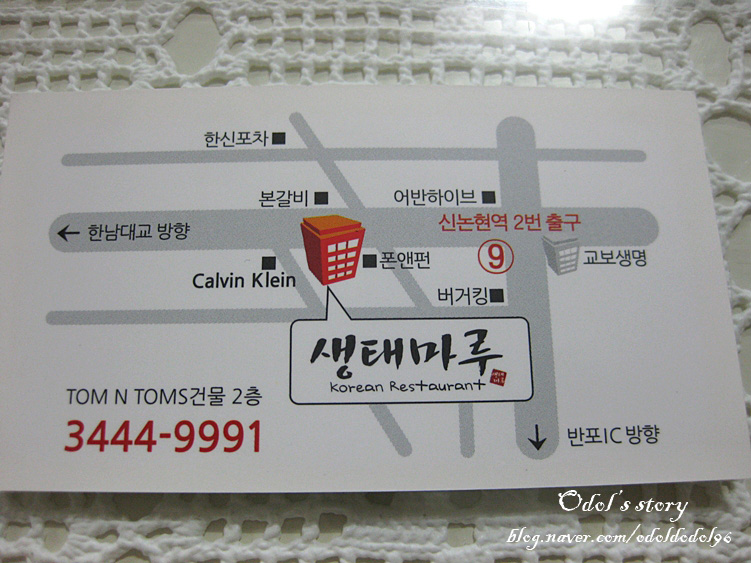 한신포차
본갈비
어반하이브
← 한남대교 방향
신논현역 2번 출구
⑨
교보생명
Calvin Klein
폰앤펀
버거킹
생태마루
Korean Restaurant
TOM N TOMS건물 2층
3444-9991
↓ 반포IC 방향
Odol's story
blog.naver.com/odoldodol96